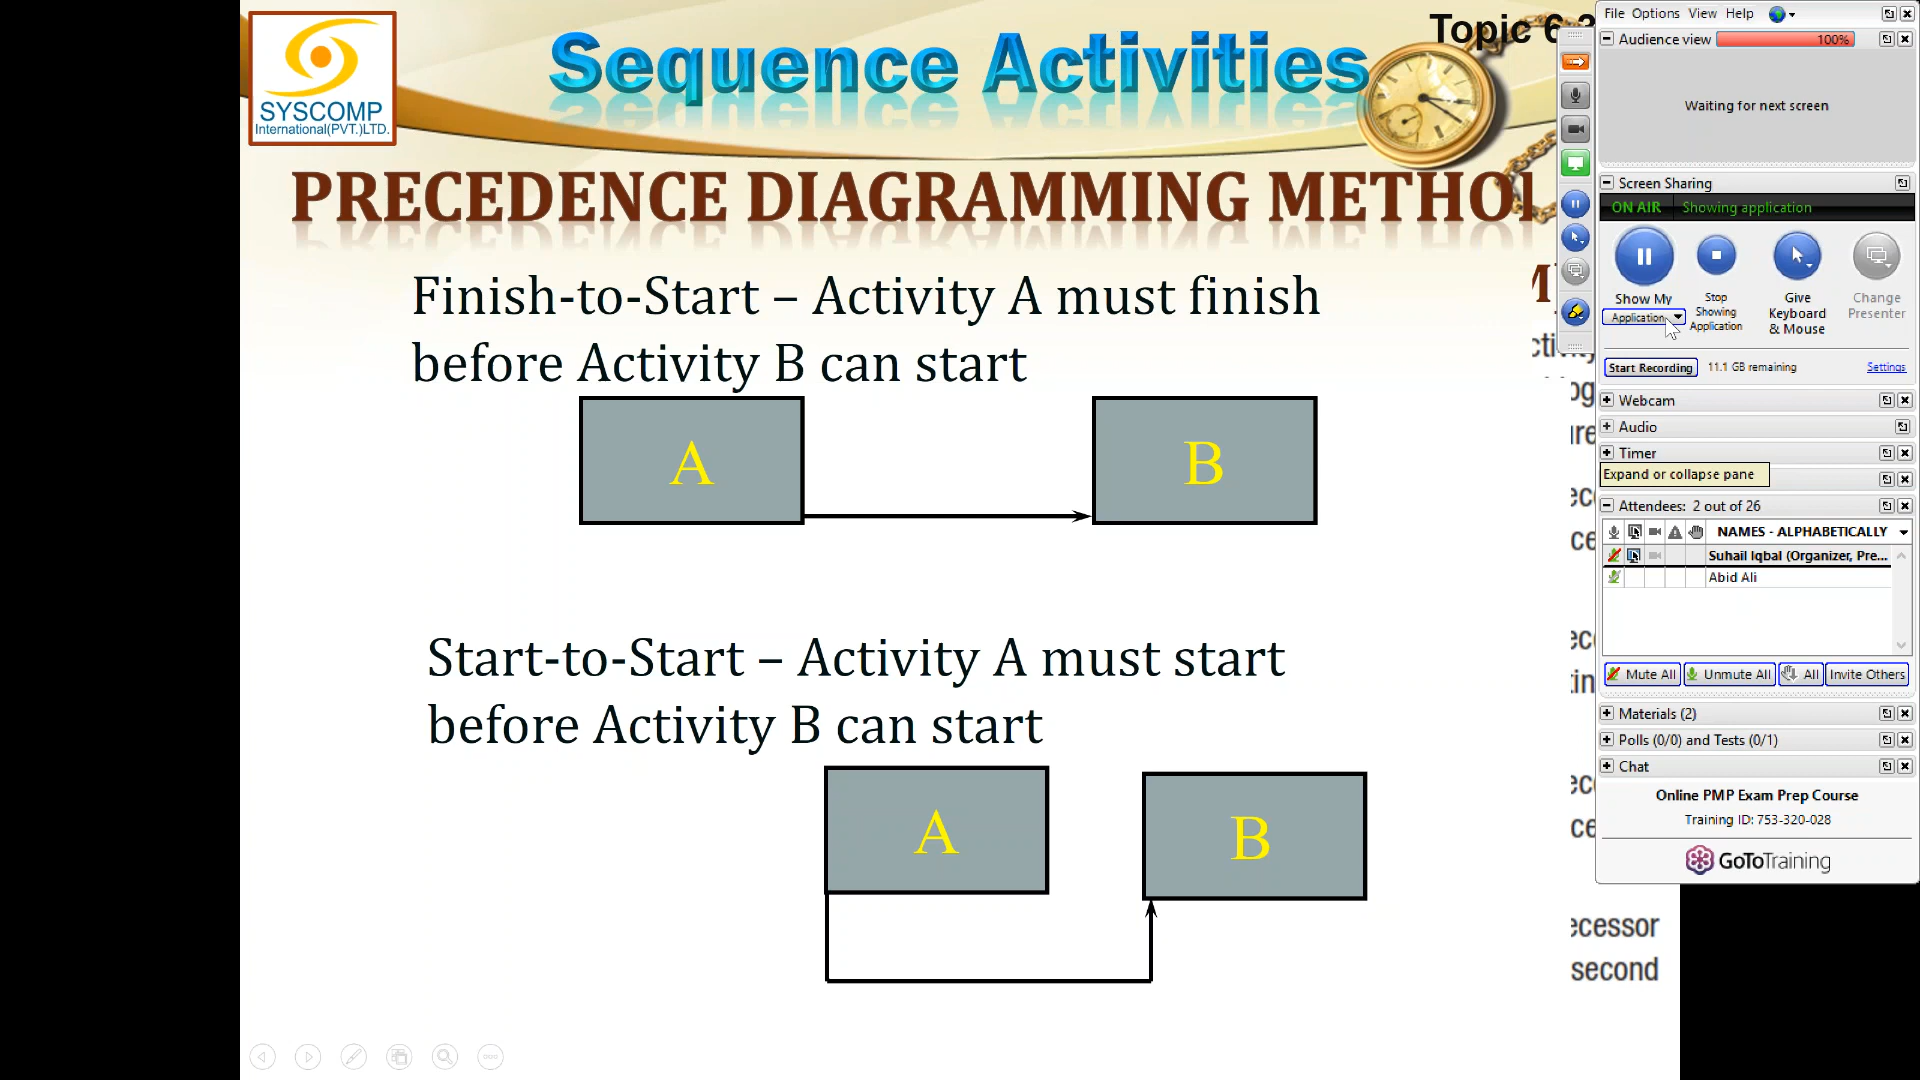 SYSCOMP
International(PVT.)LTD.
Sequence Activities
Topic 6.3
PRECEDENCE DIAGRAMMING METHO
Finish-to-Start – Activity A must finish
before Activity B can start
A
B
Start-to-Start – Activity A must start
before Activity B can start
A
B
ecessor
second
File Options View Help
Audience view 100%
Waiting for next screen
Screen Sharing
ON AIR Showing application
Show My
Application
Stop
Showing
Application
Give
Keyboard
& Mouse
Change
Presenter
Start Recording 11.1 GB remaining Settings
Webcam
Audio
Timer
Expand or collapse pane
Attendees: 2 out of 26
NAMES - ALPHABETICALLY
Suhail Iqbal (Organizer, Pre...
Abid Ali
Mute All Unmute All All Invite Others
Materials (2)
Polls (0/0) and Tests (0/1)
Chat
Online PMP Exam Prep Course
Training ID: 753-320-028
GoToTraining